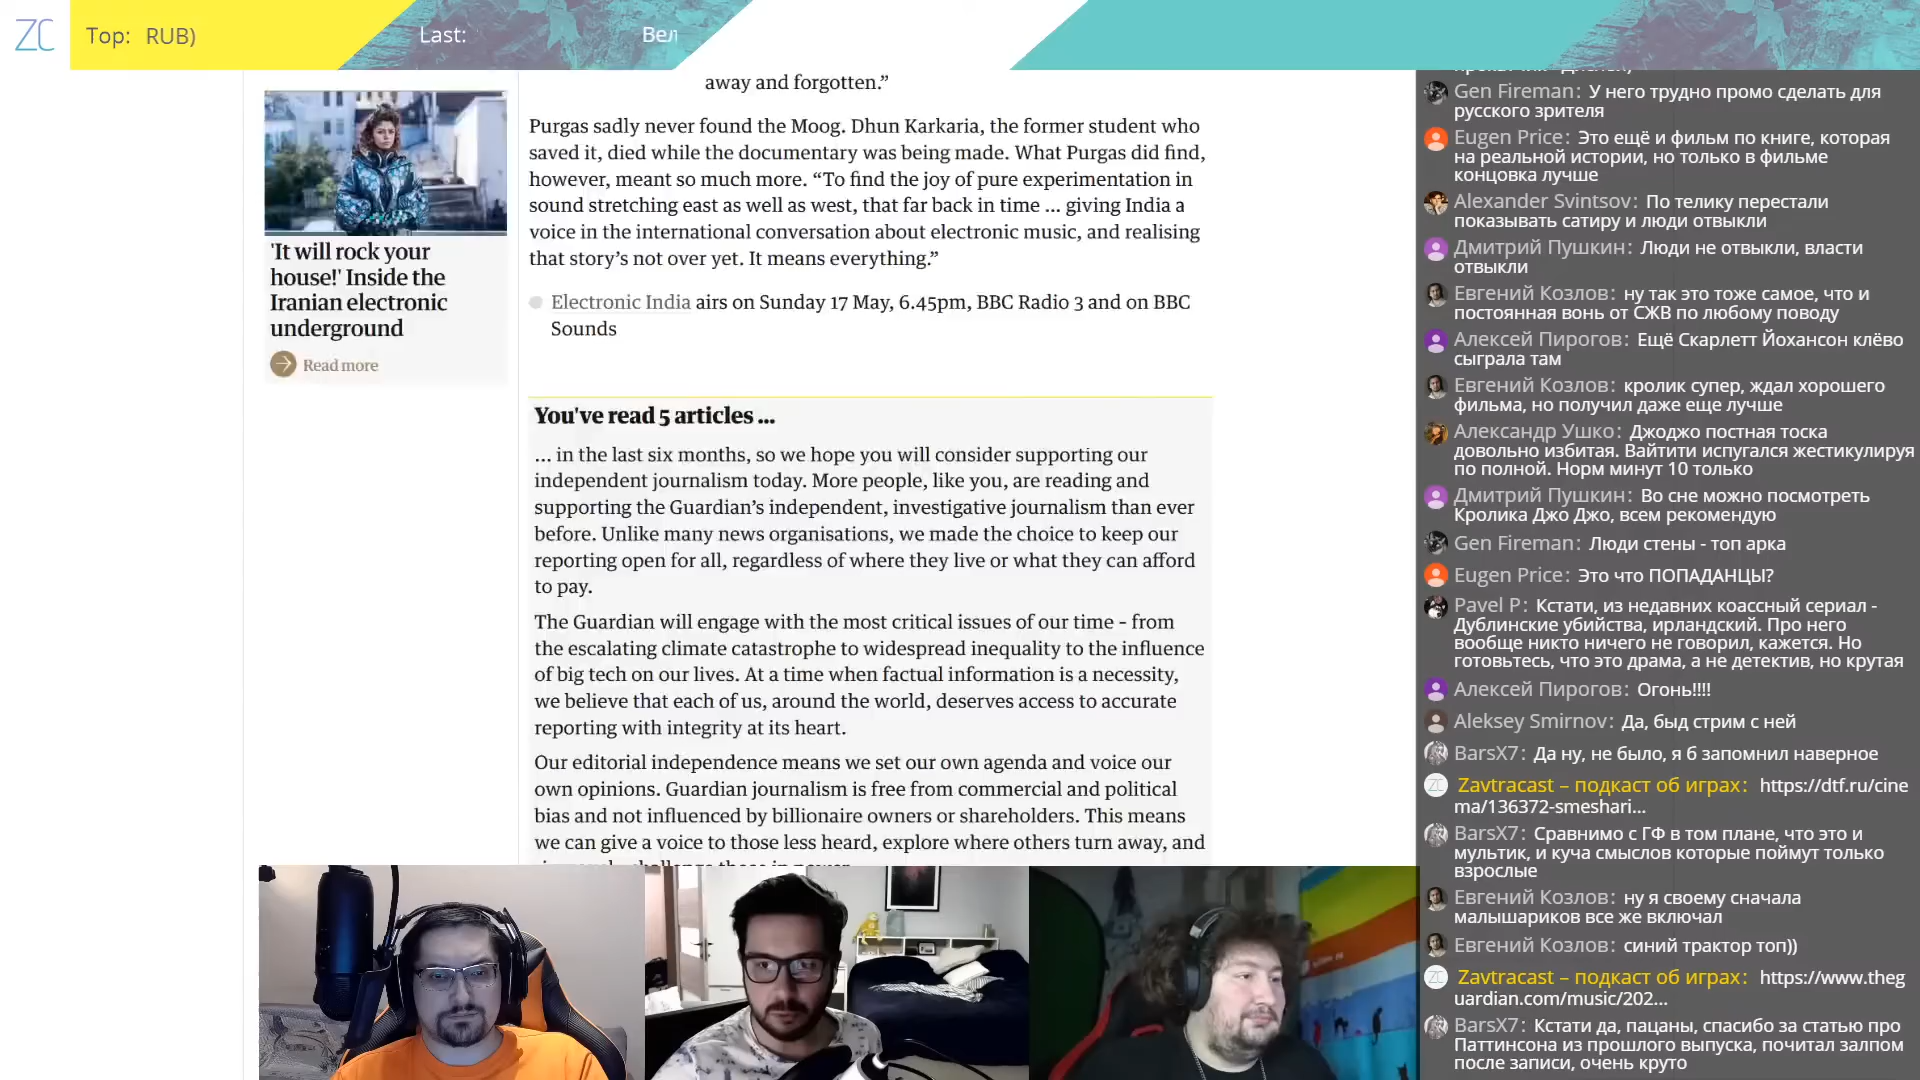 ZC
Top: RUB)
Last:
Вел
away and forgotten.”
Purgas sadly never found the Moog. Dhun Karkaria, the former student who
saved it, died while the documentary was being made. What Purgas did find,
however, meant so much more. “To find the joy of pure experimentation in
sound stretching east as well as west, that far back in time ... giving India a
voice in the international conversation about electronic music, and realising
that story’s not over yet. It means everything.”
Electronic India airs on Sunday 17 May, 6.45pm, BBC Radio 3 and on BBC
Sounds
'It will rock your
house!' Inside the
Iranian electronic
underground
Read more
You've read 5 articles ...
... in the last six months, so we hope you will consider supporting our
independent journalism today. More people, like you, are reading and
supporting the Guardian’s independent, investigative journalism than ever
before. Unlike many news organisations, we made the choice to keep our
reporting open for all, regardless of where they live or what they can afford
to pay.
The Guardian will engage with the most critical issues of our time – from
the escalating climate catastrophe to widespread inequality to the influence
of big tech on our lives. At a time when factual information is a necessity,
we believe that each of us, around the world, deserves access to accurate
reporting with integrity at its heart.
Our editorial independence means we set our own agenda and voice our
own opinions. Guardian journalism is free from commercial and political
bias and not influenced by billionaire owners or shareholders. This means
we can give a voice to those less heard, explore where others turn away, and
Gen Fireman: У него трудно промо сделать для
русского зрителя
Eugen Price: Это ещё и фильм по книге, которая
на реальной истории, но только в фильме
концовка лучше
Alexander Svintsov: По телику перестали
показывать сатиру и люди отвыкли
Дмитрий Пушкин: Люди не отвыкли, власти
отвыкли
Евгений Козлов: ну так это тоже самое, что и
постоянная вонь от СЖВ по любому поводу
Алексей Пирогов: Ещё Скарлетт Йохансон клёво
сыграла там
Евгений Козлов: кролик супер, ждал хорошего
фильма, но получил даже еще лучше
Александр Ушко: Джоджо постная тоска
довольно избитая. Вайтити испугался жестикулируя
по полной. Норм минут 10 только
Дмитрий Пушкин: Во сне можно посмотреть
Кролика Джо Джо, всем рекомендую
Gen Fireman: Люди стены - топ арка
Eugen Price: Это что ПОПАДАНЦЫ?
Pavel P: Кстати, из недавних коассный сериал -
Дублинские убийства, ирландский. Про него
вообще никто ничего не говорил, кажется. Но
готовьтесь, что это драма, а не детектив, но крутая
Алексей Пирогов: Огонь!!!!
Aleksey Smirnov: Да, быд стрим с ней
BarsX7: Да ну, не было, я б запомнил наверное
Zavtracast – подкаст об играх: https://dtf.ru/cine
ma/136372-smeshari...
BarsX7: Сравнимо с ГФ в том плане, что это и
мультик, и куча смыслов которые поймут только
взрослые
Евгений Козлов: ну я своему сначала
малышариков все же включал
Евгений Козлов: синий трактор топ))
Zavtracast – подкаст об играх: https://www.theg
uardian.com/music/202...
BarsX7: Кстати да, пацаны, спасибо за статью про
Паттинсона из прошлого выпуска, почитал залпом
после записи, очень круто